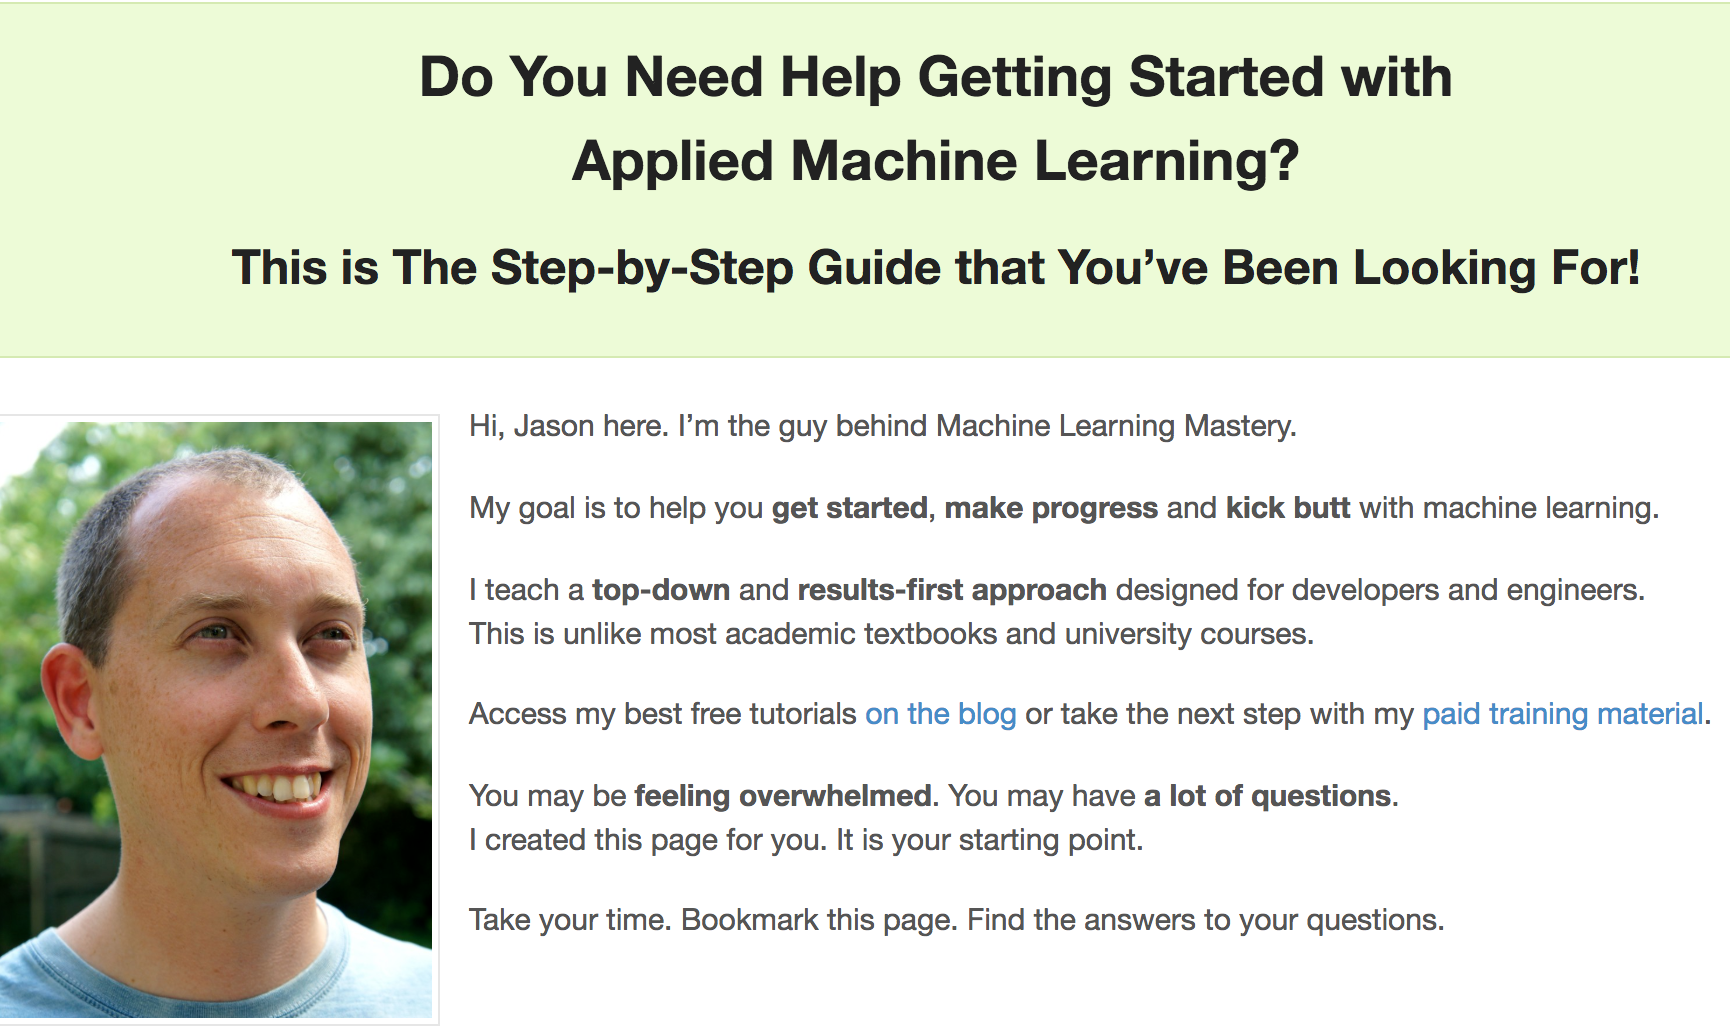 Do You Need Help Getting Started with
Applied Machine Learning?
This is The Step-by-Step Guide that You’ve Been Looking For!
Hi, Jason here. I’m the guy behind Machine Learning Mastery.
My goal is to help you get started, make progress and kick butt with machine learning.
I teach a top-down and results-first approach designed for developers and engineers.
This is unlike most academic textbooks and university courses.
Access my best free tutorials on the blog or take the next step with my paid training material.
You may be feeling overwhelmed. You may have a lot of questions.
I created this page for you. It is your starting point.
Take your time. Bookmark this page. Find the answers to your questions.